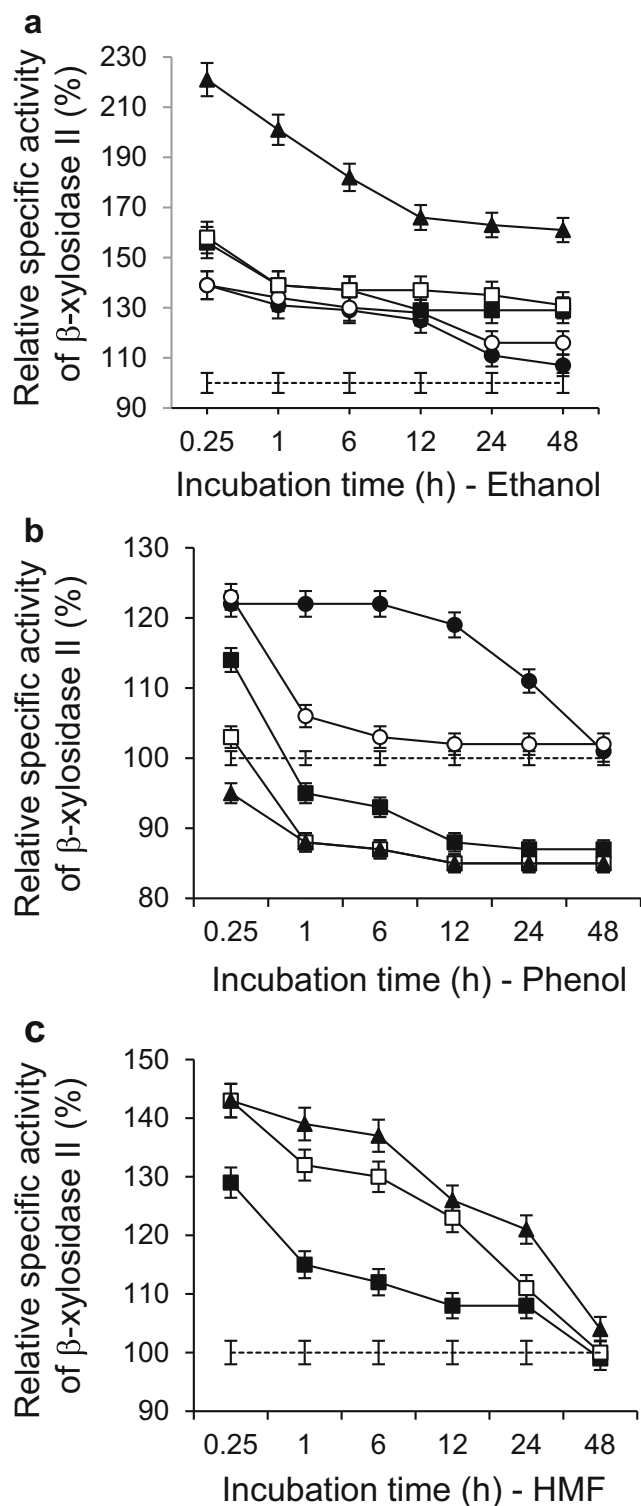 a
Relative specific activity
of β-xylosidase II (%)
230
210
190
170
150
130
110
90
0.25 1 6 12 24 48
Incubation time (h) - Ethanol
b
Relative specific activity
of β-xylosidase II (%)
130
120
110
100
90
80
0.25 1 6 12 24 48
Incubation time (h) - Phenol
c
Relative specific activity
of β-xylosidase II (%)
150
140
130
120
110
100
90
0.25 1 6 12 24 48
Incubation time (h) - HMF